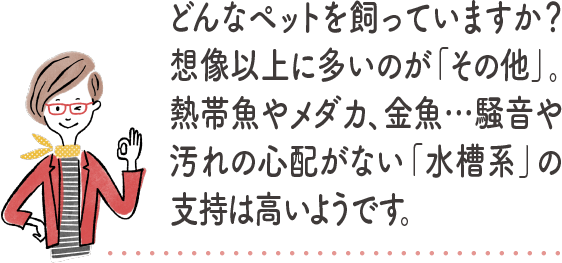 どんなペットを飼っていますか？
想像以上に多いのが「その他」。
熱帯魚やメダカ、金魚…騒音や
汚れの心配がない「水槽系」の
支持は高いようです。